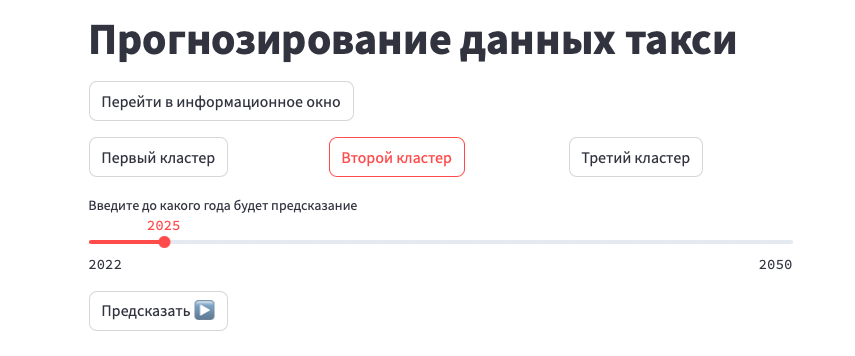 Прогнозирование данных такси
Перейти в информационное окно
Первый кластер Второй кластер Третий кластер
Введите до какого года будет предсказание
2025
2022 2050
Предсказать ▶️